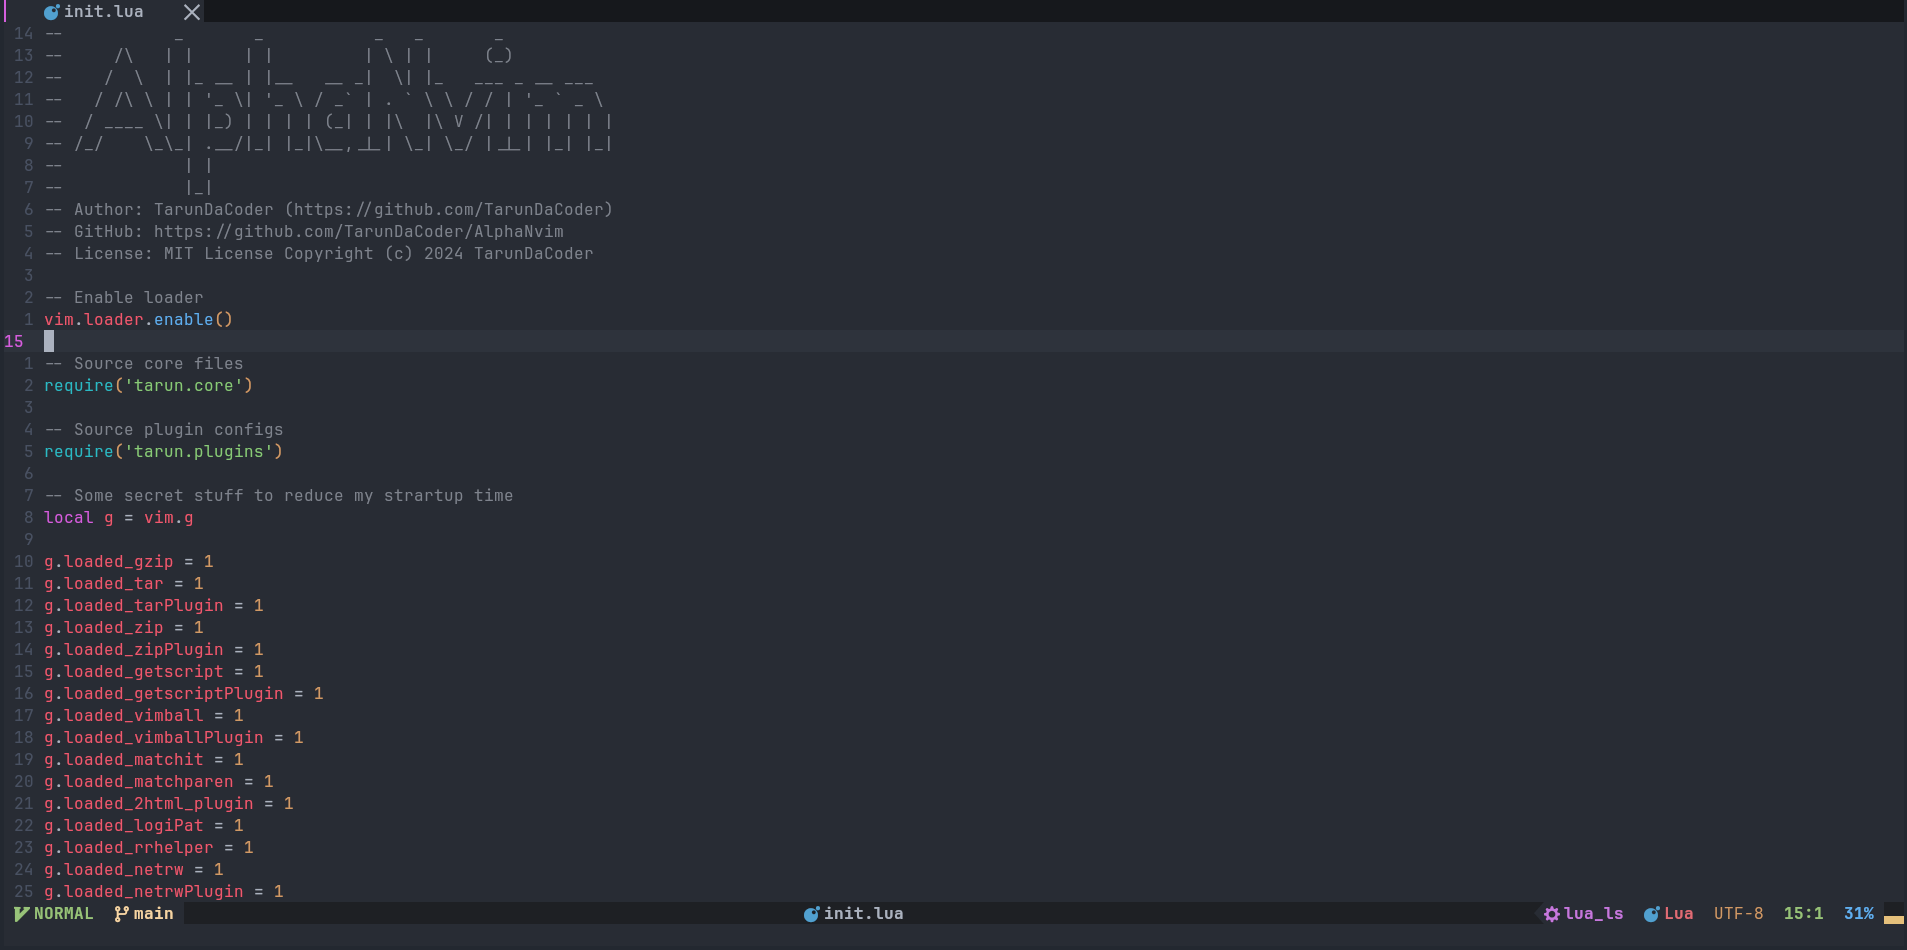 init.lua
14 --            _       _           _   _       _
13 --     /\   | |     | |         | \ | |     (_)
12 --    /  \  | |_ __ | |__   __ _|  \| |_   ___ _ __ ___
11 --   / /\ \ | | '_ \| '_ \ / _` | . ` \ \ / / | '_ ` _ \
10 --  / ____ \| | |_) | | | | (_| | |\  |\ V /| | | | | | |
9 -- /_/    \_\_| .__/|_| |_|\__,_|_| \_| \_/ |_|_| |_| |_|
8 --            | |
7 --            |_|
6 -- Author: TarunDaCoder (https://github.com/TarunDaCoder)
5 -- GitHub: https://github.com/TarunDaCoder/AlphaNvim
4 -- License: MIT License Copyright (c) 2024 TarunDaCoder
3
2 -- Enable loader
1 vim.loader.enable()
15
1 -- Source core files
2 require('tarun.core')
3
4 -- Source plugin configs
5 require('tarun.plugins')
6
7 -- Some secret stuff to reduce my strartup time
8 local g = vim.g
9
10 g.loaded_gzip = 1
11 g.loaded_tar = 1
12 g.loaded_tarPlugin = 1
13 g.loaded_zip = 1
14 g.loaded_zipPlugin = 1
15 g.loaded_getscript = 1
16 g.loaded_getscriptPlugin = 1
17 g.loaded_vimball = 1
18 g.loaded_vimballPlugin = 1
19 g.loaded_matchit = 1
20 g.loaded_matchparen = 1
21 g.loaded_2html_plugin = 1
22 g.loaded_logiPat = 1
23 g.loaded_rrhelper = 1
24 g.loaded_netrw = 1
25 g.loaded_netrwPlugin = 1
NORMAL main init.lua lua_ls Lua UTF-8 15:1 31%